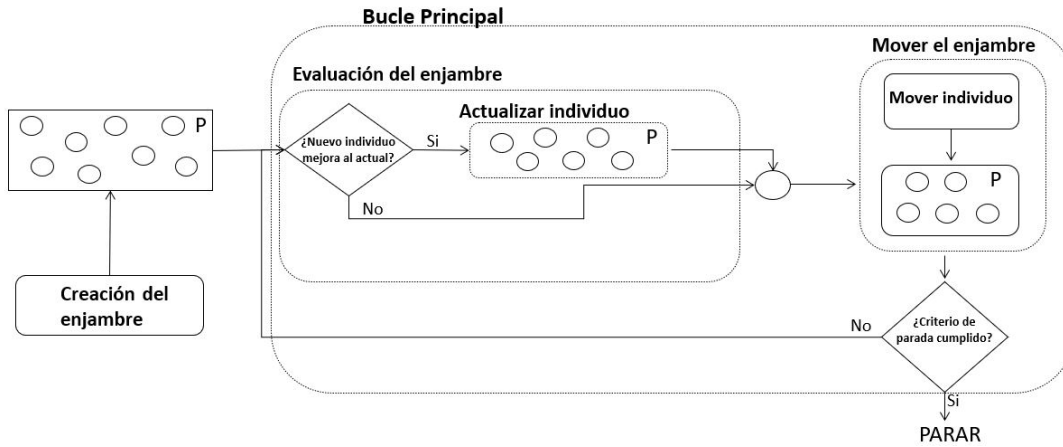 Bucle Principal
Mover el enjambre
Evaluación del enjambre
Mover individuo
Actualizar individuo
P
¿Nuevo individuo
mejora al actual?
Si
P
P
No
Creación del
enjambre
¿Criterio de
parada cumplido?
No
Si
PARAR